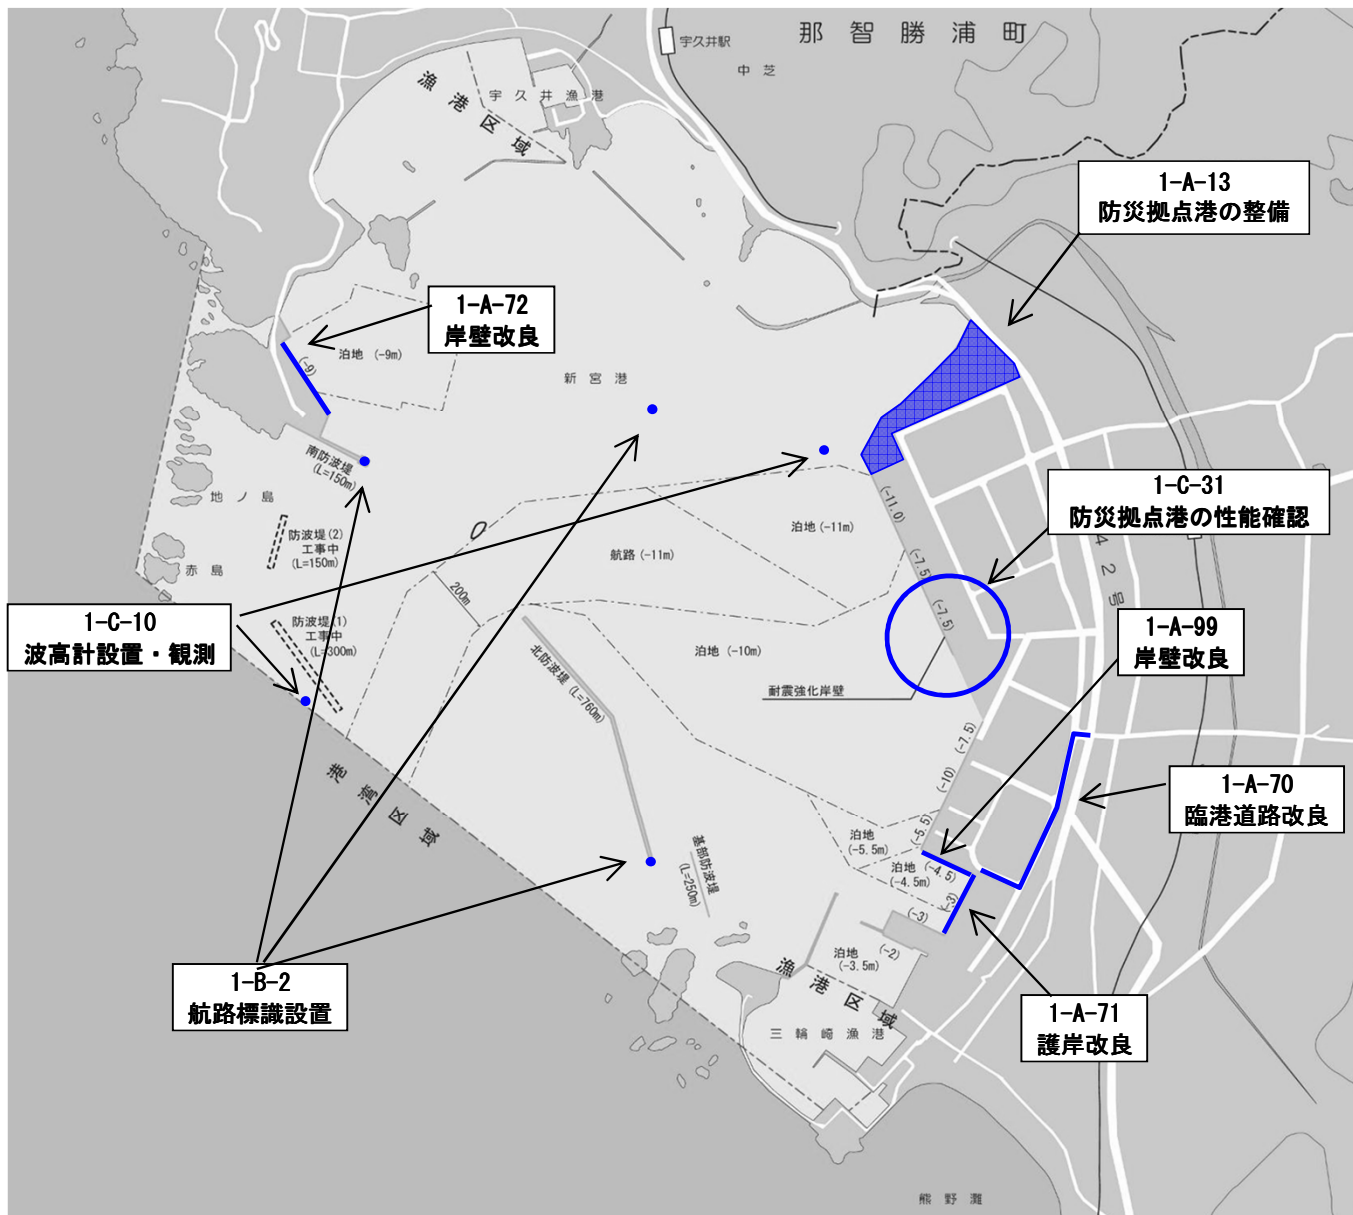 那智勝浦町
宇久井駅
中芝
漁港区域
宇久井漁港
1-A-13
防災拠点港の整備
1-A-72
岸壁改良
泊地 (-9m)
(-9)
新宮港
南防波堤
(L=150m)
地ノ島
防波堤(2)
工事中
(L=150m)
赤島
1-C-31
防災拠点港の性能確認
(-11.0)
泊地(-11m)
航路(-11m)
(-7.5)
(-7.5)
42号
200m
1-C-10
波高計設置・観測
防波堤(1)
工事中
(L=300m)
1-A-99
岸壁改良
泊地(-10m)
北防波堤 (L=760m)
耐震強化岸壁
(-7.5)
(-10)
港湾区域
1-A-70
臨港道路改良
(-5.5)
泊地
(-5.5m)
基部防波堤
(L=250m)
泊地
(-4.5m)
(-4.5)
(-3)
(-3)
1-B-2
航路標識設置
泊地
(-3.5m)
(-2)
漁港区域
1-A-71
護岸改良
三輪崎漁港
熊野灘